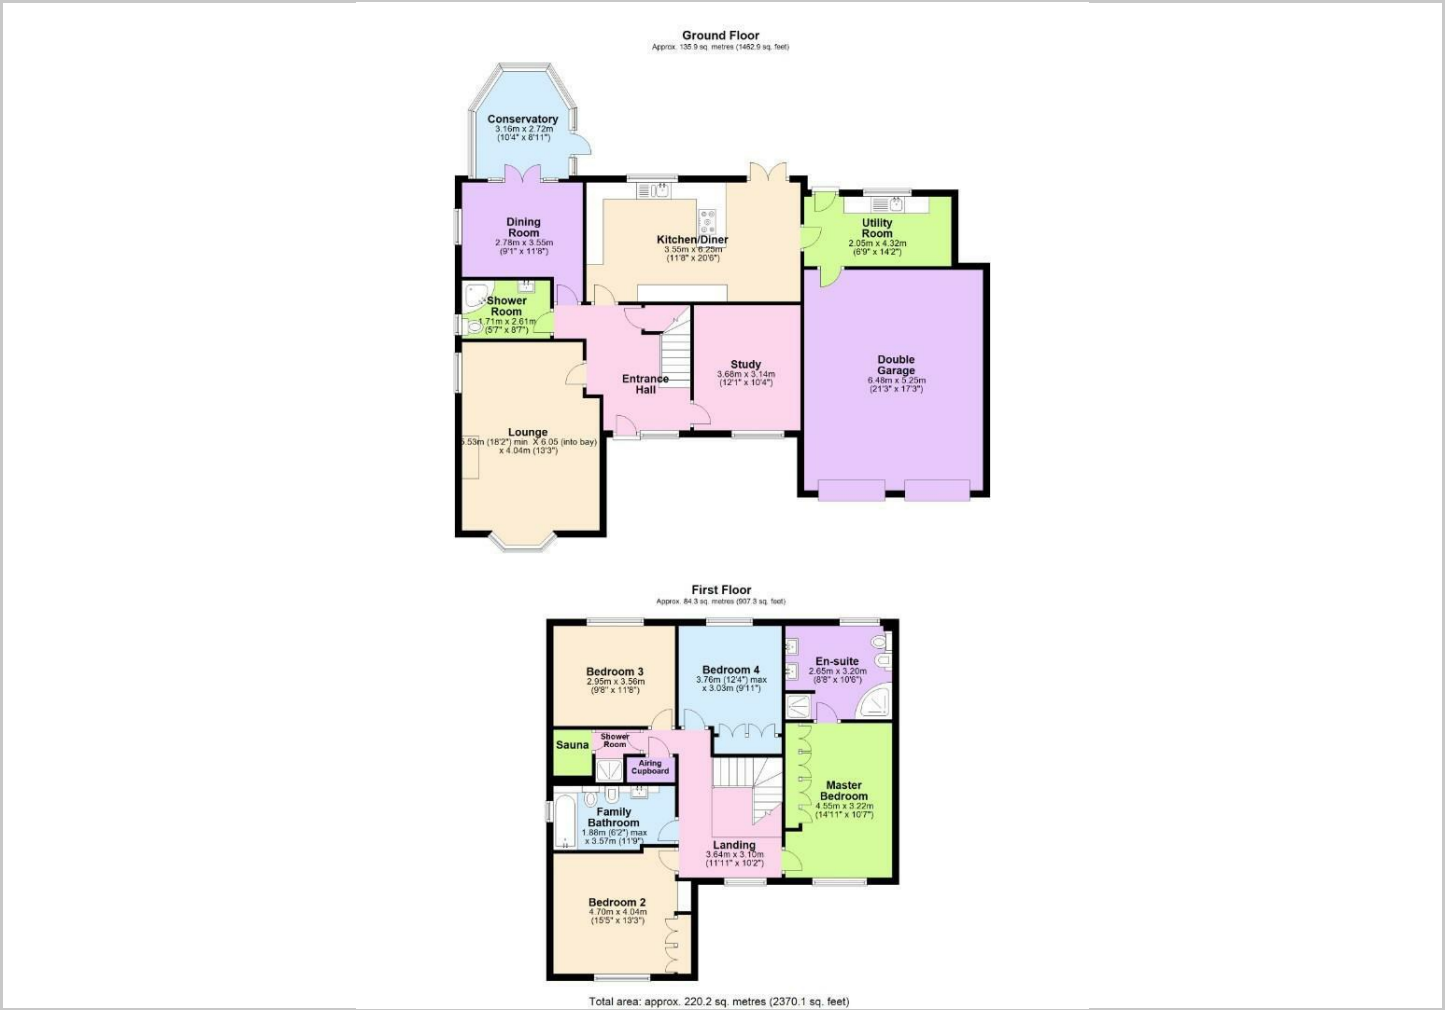 Ground Floor
Approx. 135.9 sq. metres (1462.9 sq. feet)
Conservatory
3.16m x 2.72m
(10'4" x 8'11")
Dining
Room
2.78m x 3.55m
(9'1" x 11'8")
Kitchen/Diner
3.55m x 6.25m
(11'8" x 20'6")
Utility
Room
2.05m x 4.32m
(6'9" x 14'2")
Shower
Room
1.71m x 2.61m
(5'7" x 8'7")
Entrance
Hall
Study
3.68m x 3.14m
(12'1" x 10'4")
Double
Garage
6.48m x 5.25m
(21'3" x 17'3")
Lounge
5.53m (18'2") min X 6.05 (into bay)
x 4.04m (13'3")
First Floor
Approx. 84.3 sq. metres (907.3 sq. feet)
Bedroom 3
2.95m x 3.56m
(9'8" x 11'8")
Bedroom 4
3.76m (12'4") max
x 3.03m (9'11")
En-suite
2.65m x 3.20m
(8'8" x 10'6")
Sauna
Shower
Room
Airing
Cupboard
Master
Bedroom
4.55m x 3.22m
(14'11" x 10'7")
Family
Bathroom
1.88m (6'2") max
x 3.57m (11'9")
Landing
3.64m x 3.10m
(11'11" x 10'2")
Bedroom 2
4.70m x 4.04m
(15'5" x 13'3")
Total area: approx. 220.2 sq. metres (2370.1 sq. feet)